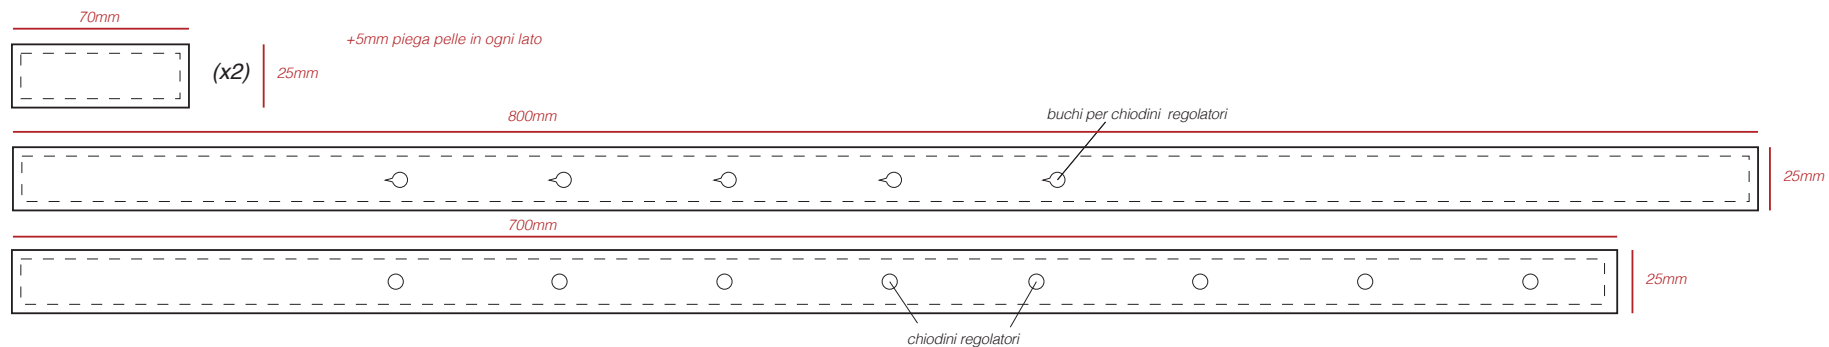 70mm
+5mm piega pelle in ogni lato
(x2)
25mm
800mm
buchi per chiodini regolatori
25mm
700mm
25mm
chiodini regolatori